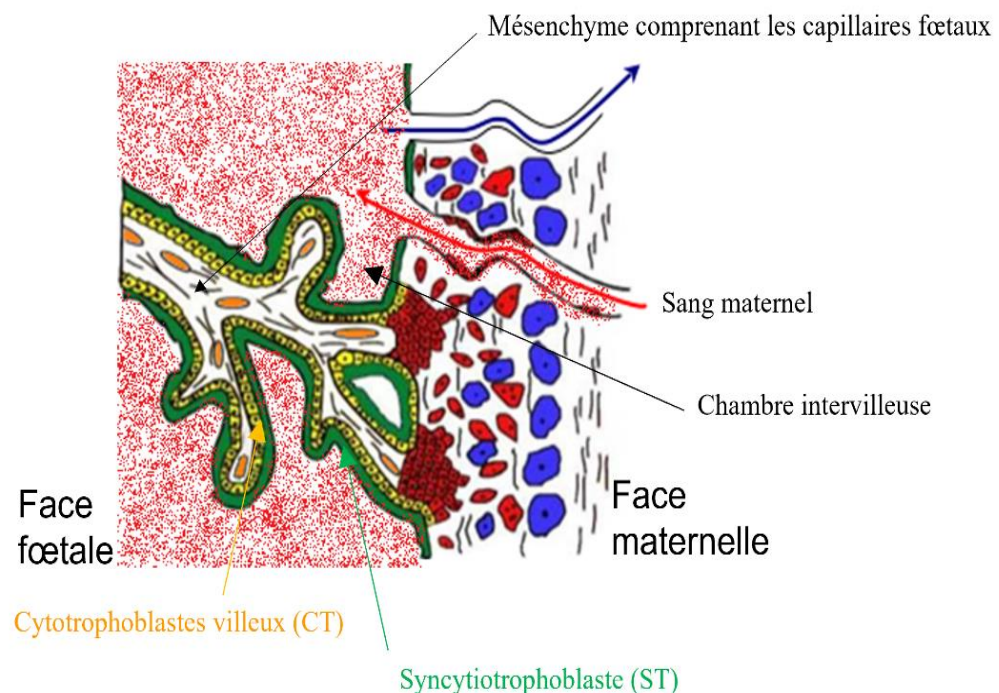 Mésenchyme comprenant les capillaires fœtaux
Sang maternel
Chambre intervilleuse
Face
fœtale
Face
maternelle
Cytotrophoblastes villeux (CT)
Syncytiotrophoblaste (ST)